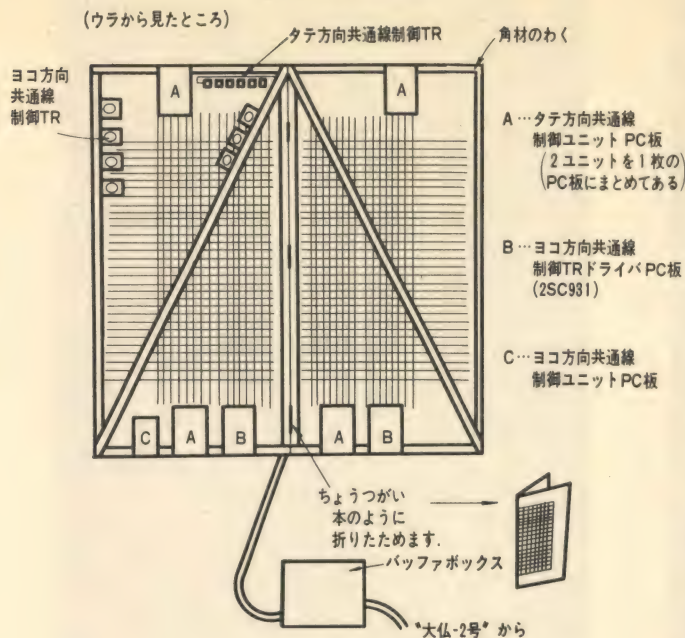 (ウラから見たところ)
タテ方向共通線制御TR
角材のわく
ヨコ方向
共通線
制御TR
A
A
A…タテ方向共通線
制御ユニット PC板
(2ユニットを1枚の
PC板にまとめてある)
B…ヨコ方向共通線
制御TRドライバPC板
(2SC931)
C…ヨコ方向共通線
制御ユニットPC板
C
A
B
A
B
ちょうつがい
本のように
折りたためます.
バッファボックス
"大仏-2号"から